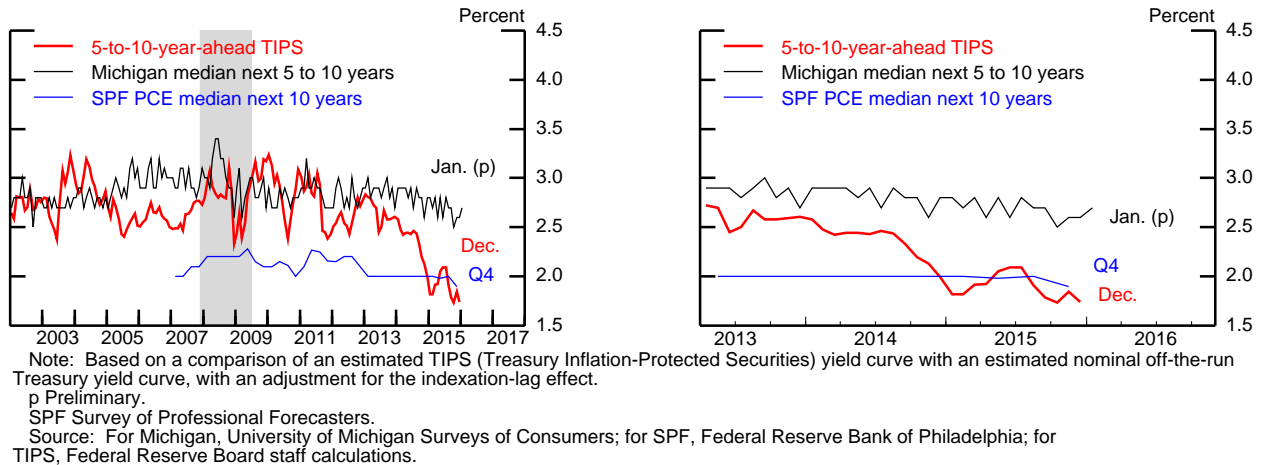 Percent
4.5
5-to-10-year-ahead TIPS
Michigan median next 5 to 10 years
4.0
SPF PCE median next 10 years
3.5
Jan. (p)
3.0
2.5
Dec.
Q4
2.0
1.5
2003 2005 2007 2009 2011 2013 2015 2017
Percent
4.5
5-to-10-year-ahead TIPS
Michigan median next 5 to 10 years
4.0
SPF PCE median next 10 years
3.5
3.0
Jan. (p)
2.5
Q4
2.0
Dec.
1.5
2013 2014 2015 2016
Note: Based on a comparison of an estimated TIPS (Treasury Inflation-Protected Securities) yield curve with an estimated nominal off-the-run
Treasury yield curve, with an adjustment for the indexation-lag effect.
p Preliminary.
SPF Survey of Professional Forecasters.
Source: For Michigan, University of Michigan Surveys of Consumers; for SPF, Federal Reserve Bank of Philadelphia; for
TIPS, Federal Reserve Board staff calculations.